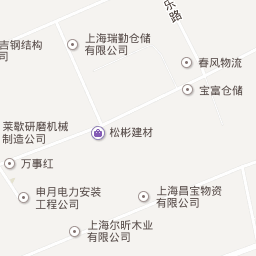 乐路
上海瑞勤仓储
有限公司
吉钢结构
公司
春风物流
宝富仓储
莱歇研磨机械
制造公司
松彬建材
万事红
申月电力安装
工程公司
上海昌宝物资
有限公司
上海尔昕木业
有限公司